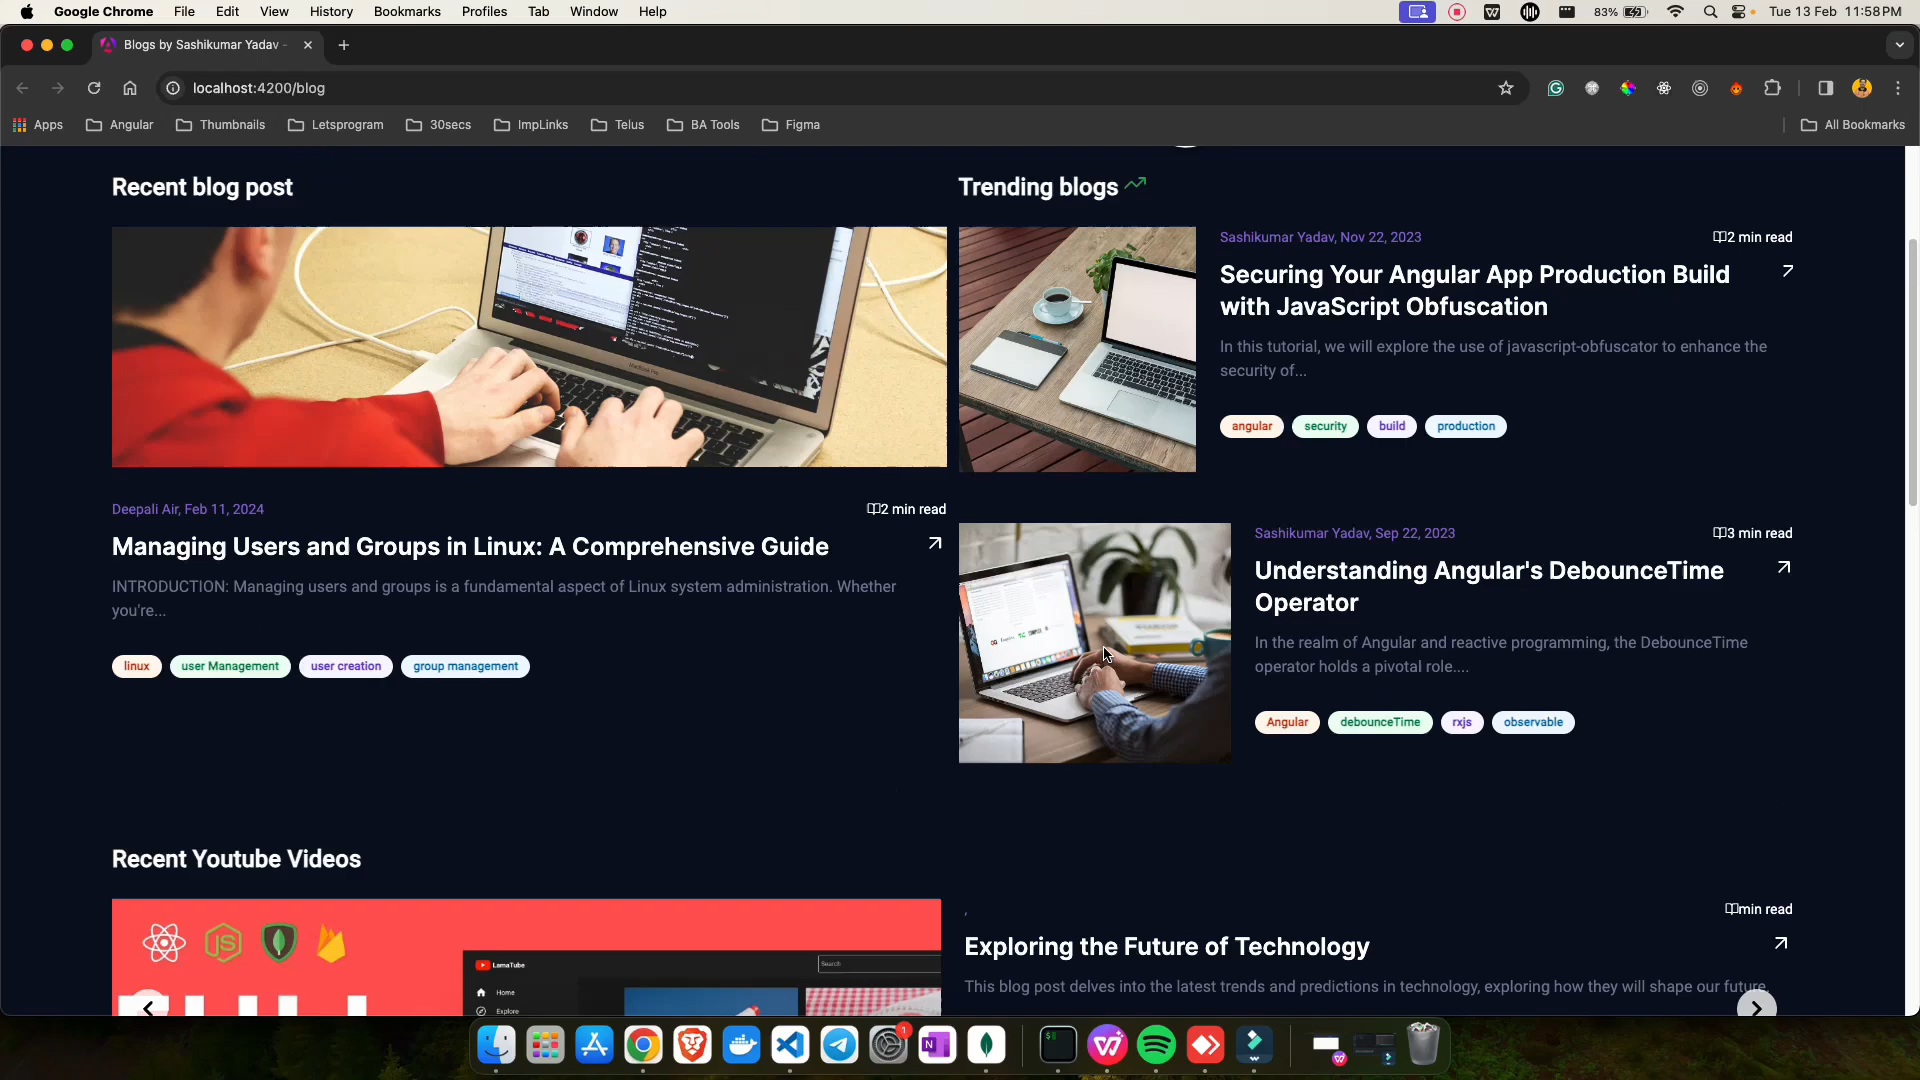 Google Chrome File Edit View History Bookmarks Profiles Tab Window Help
83% Tue 13 Feb 11:58PM
Blogs by Sashikumar Yadav -
localhost:4200/blog
Apps Angular Thumbnails Letsprogram 30secs ImpLinks Telus BA Tools Figma All Bookmarks
Recent blog post
Deepali Air, Feb 11, 2024 2 min read
Managing Users and Groups in Linux: A Comprehensive Guide
INTRODUCTION: Managing users and groups is a fundamental aspect of Linux system administration. Whether
you're...
linux user Management user creation group management
Trending blogs
Sashikumar Yadav, Nov 22, 2023 2 min read
Securing Your Angular App Production Build
with JavaScript Obfuscation
In this tutorial, we will explore the use of javascript-obfuscator to enhance the
security of...
angular security build production
Sashikumar Yadav, Sep 22, 2023 3 min read
Understanding Angular's DebounceTime
Operator
In the realm of Angular and reactive programming, the DebounceTime
operator holds a pivotal role....
Angular debounceTime rxjs observable
Recent Youtube Videos
JS
LamaTube
Search
Home
Explore
, min read
Exploring the Future of Technology
This blog post delves into the latest trends and predictions in technology, exploring how they will shape our future.
1